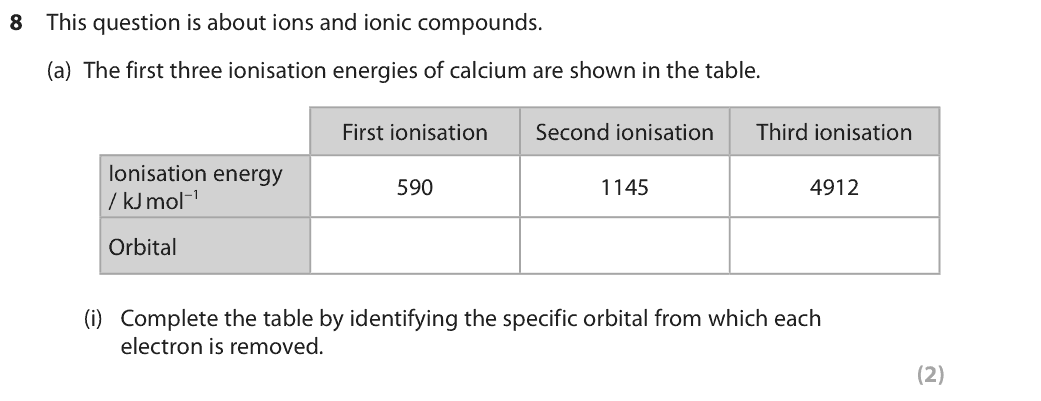 8 This question is about ions and ionic compounds.
(a) The first three ionisation energies of calcium are shown in the table.
First ionisation Second ionisation Third ionisation
Ionisation energy
/ kJ mol⁻¹ 590 1145 4912
Orbital
(i) Complete the table by identifying the specific orbital from which each
electron is removed.
(2)